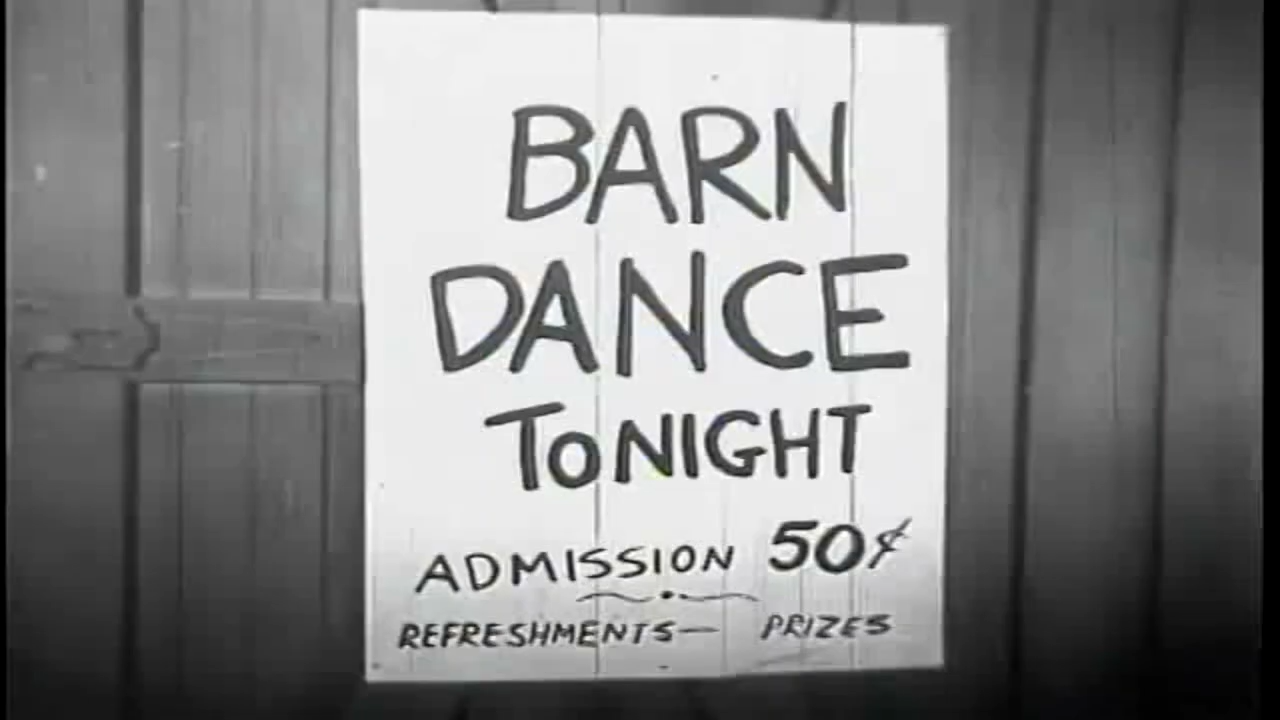 BARN
DANCE
TONIGHT
ADMISSION 50¢
REFRESHMENTS— PRIZES